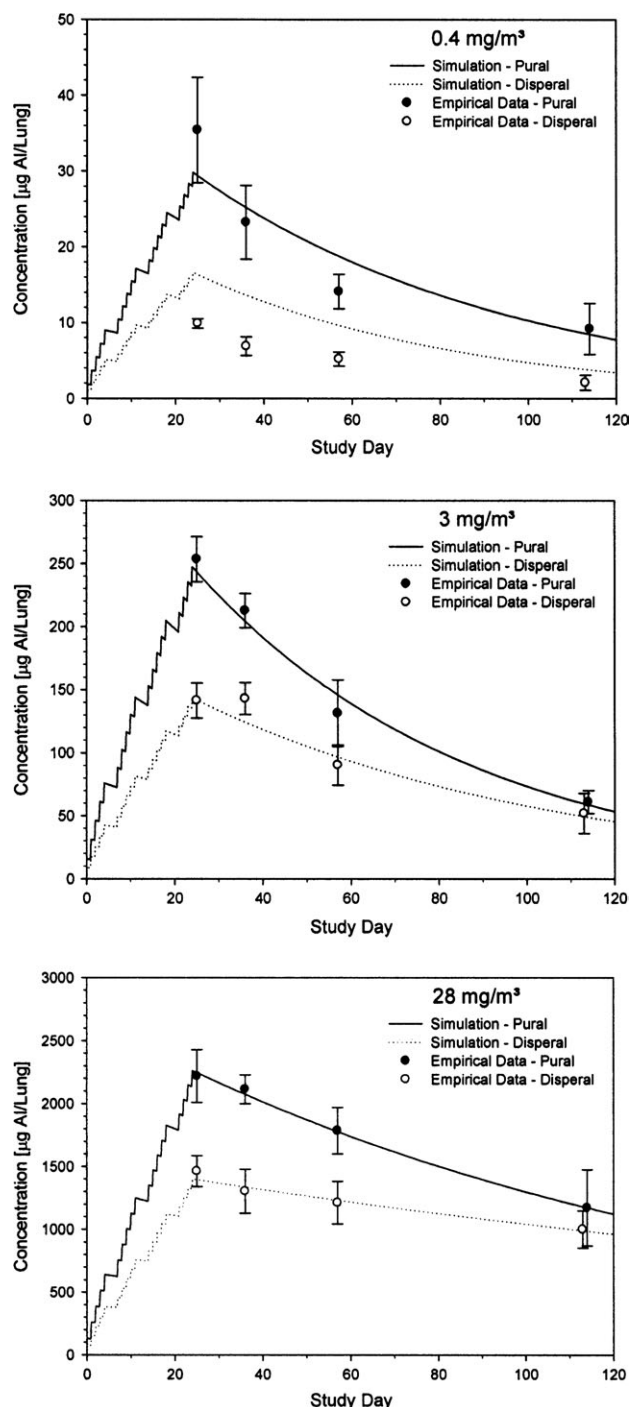 0.4 mg/m³
Simulation - Pural
Simulation - Disperal
Empirical Data - Pural
Empirical Data - Disperal
Concentration [µg Al/Lung]
50
40
30
20
10
0
0 20 40 60 80 100 120
Study Day
3 mg/m³
Simulation - Pural
Simulation - Disperal
Empirical Data - Pural
Empirical Data - Disperal
Concentration [µg Al/Lung]
300
250
200
150
100
50
0
0 20 40 60 80 100 120
Study Day
28 mg/m³
Simulation - Pural
Simulation - Disperal
Empirical Data - Pural
Empirical Data - Disperal
Concentration [µg Al/Lung]
3000
2500
2000
1500
1000
500
0
0 20 40 60 80 100 120
Study Day